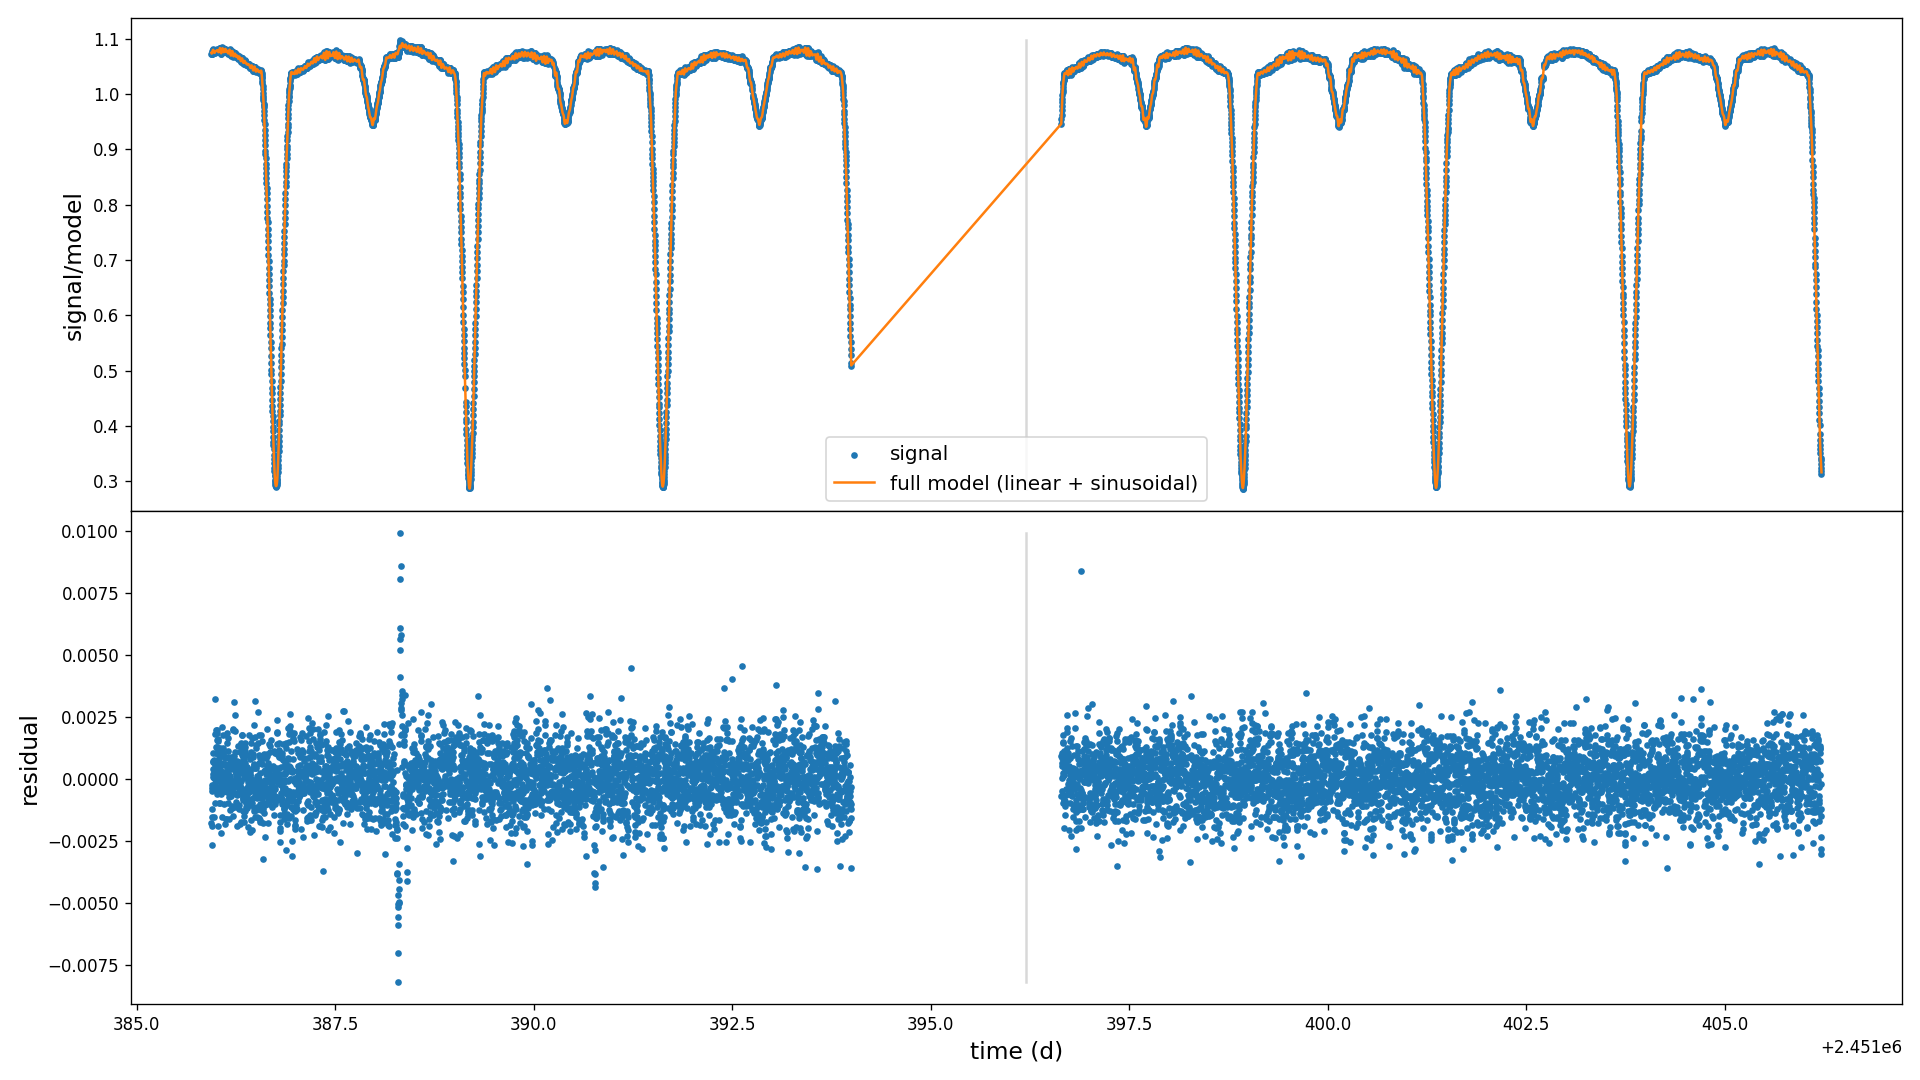 signal/model
1.1
1.0
0.9
0.8
0.7
0.6
0.5
0.4
0.3
signal
full model (linear + sinusoidal)
residual
0.0100
0.0075
0.0050
0.0025
0.0000
−0.0025
−0.0050
−0.0075
385.0 387.5 390.0 392.5 395.0 397.5 400.0 402.5 405.0
time (d)
+2.451e6